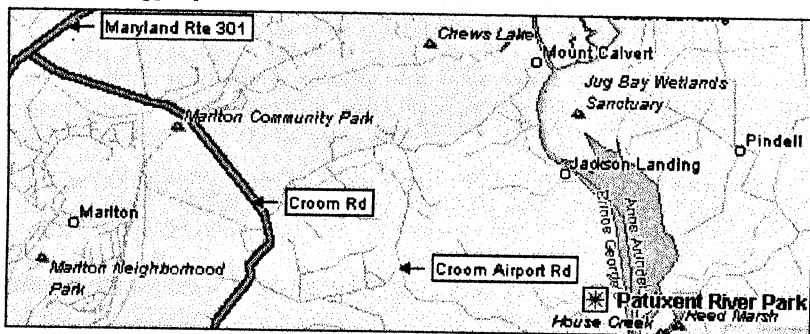 Maryland Rte 301
Chews Lake
Mount Calvert
Jug Bay Wetlands
Sanctuary
Marlton Community Park
Pindell
Jackson Landing
Croom Rd
Marlton
Prince George
Anne Arundel
Marlton Neighborhood
Park
Croom Airport Rd
Patuxent River Park
House Creek
Reed Marsh